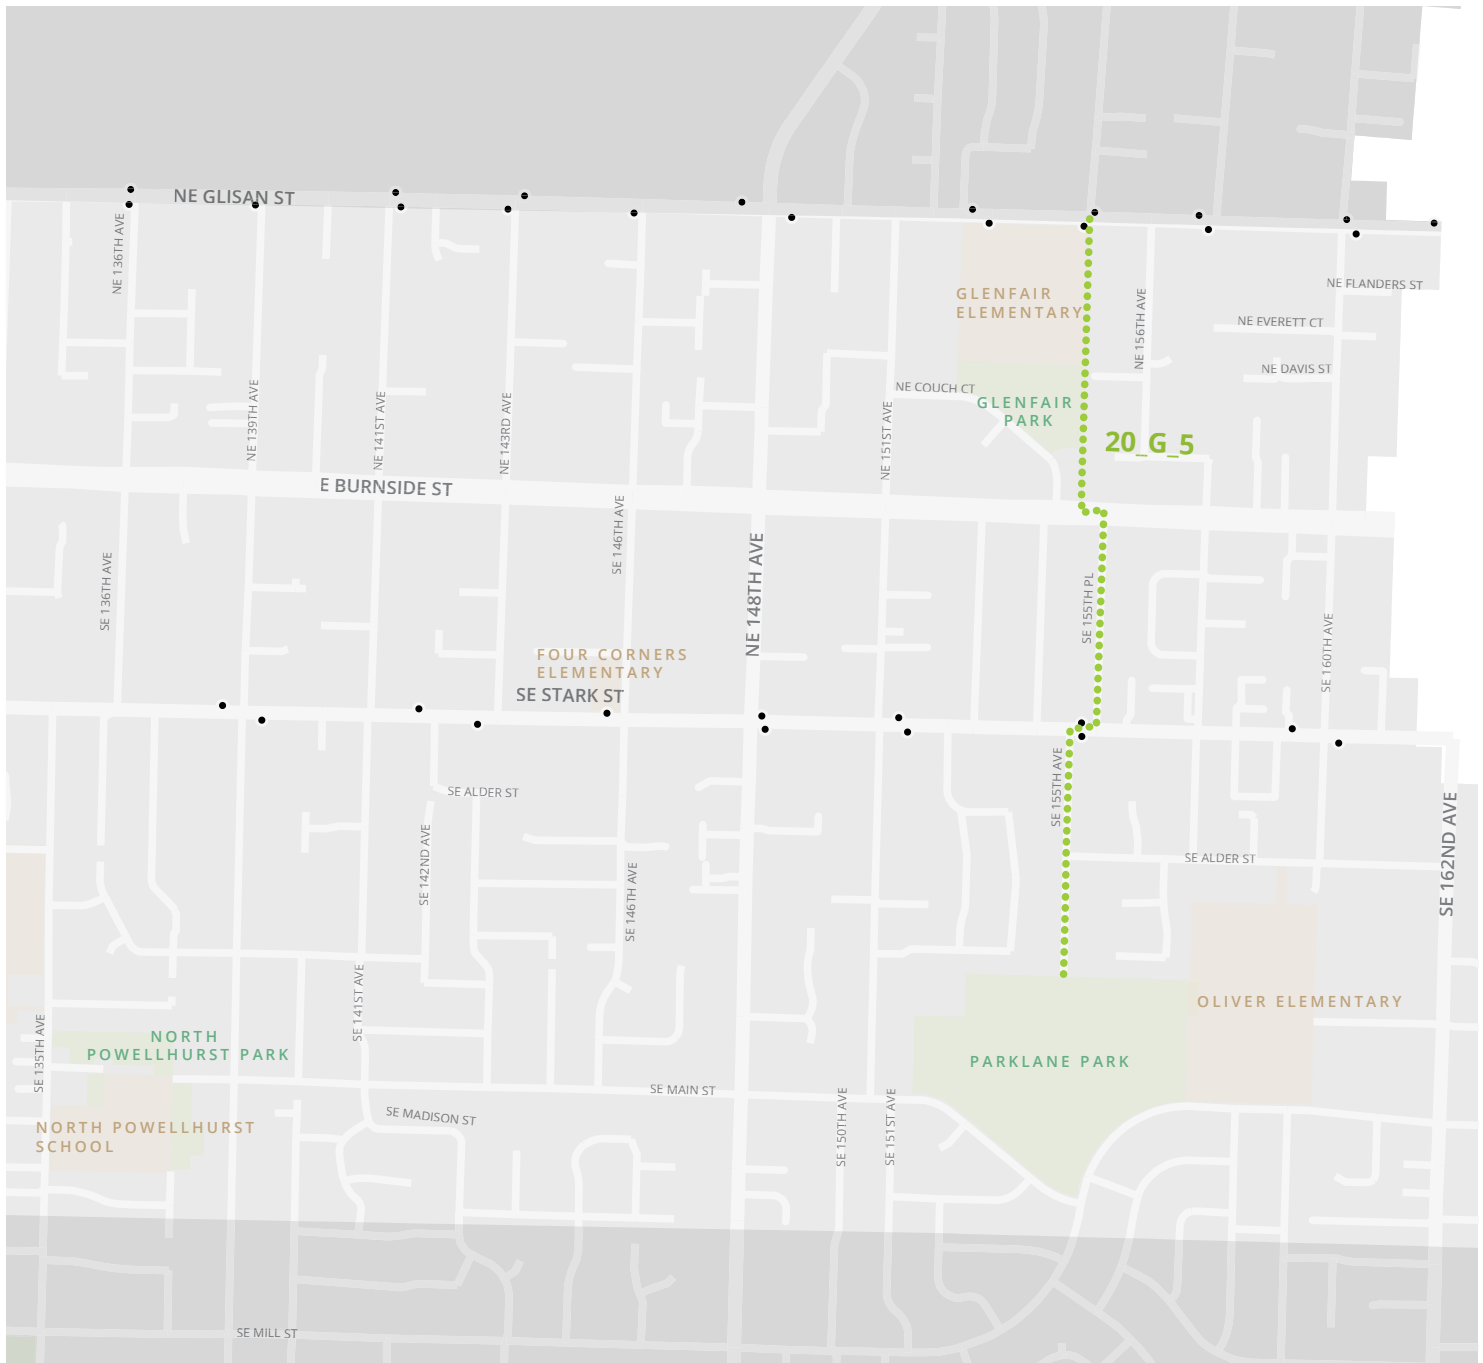 NE GLISAN ST
NE 136TH AVE
NE FLANDERS ST
GLENFAIR
ELEMENTARY
NE 156TH AVE
NE EVERETT CT
NE DAVIS ST
NE COUCH CT
GLENFAIR
PARK
NE 139TH AVE
NE 141ST AVE
NE 143RD AVE
NE 151ST AVE
20_G_5
E BURNSIDE ST
SE 146TH AVE
SE 136TH AVE
NE 148TH AVE
SE 155TH PL
SE 160TH AVE
FOUR CORNERS
ELEMENTARY
SE STARK ST
SE ALDER ST
SE 155TH AVE
SE 142ND AVE
SE 146TH AVE
SE ALDER ST
SE 162ND AVE
SE 141ST AVE
OLIVER ELEMENTARY
SE 135TH AVE
NORTH
POWELLHURST PARK
PARKLANE PARK
SE MAIN ST
SE MADISON ST
SE 150TH AVE
SE 151ST AVE
NORTH POWELLHURST
SCHOOL
SE MILL ST